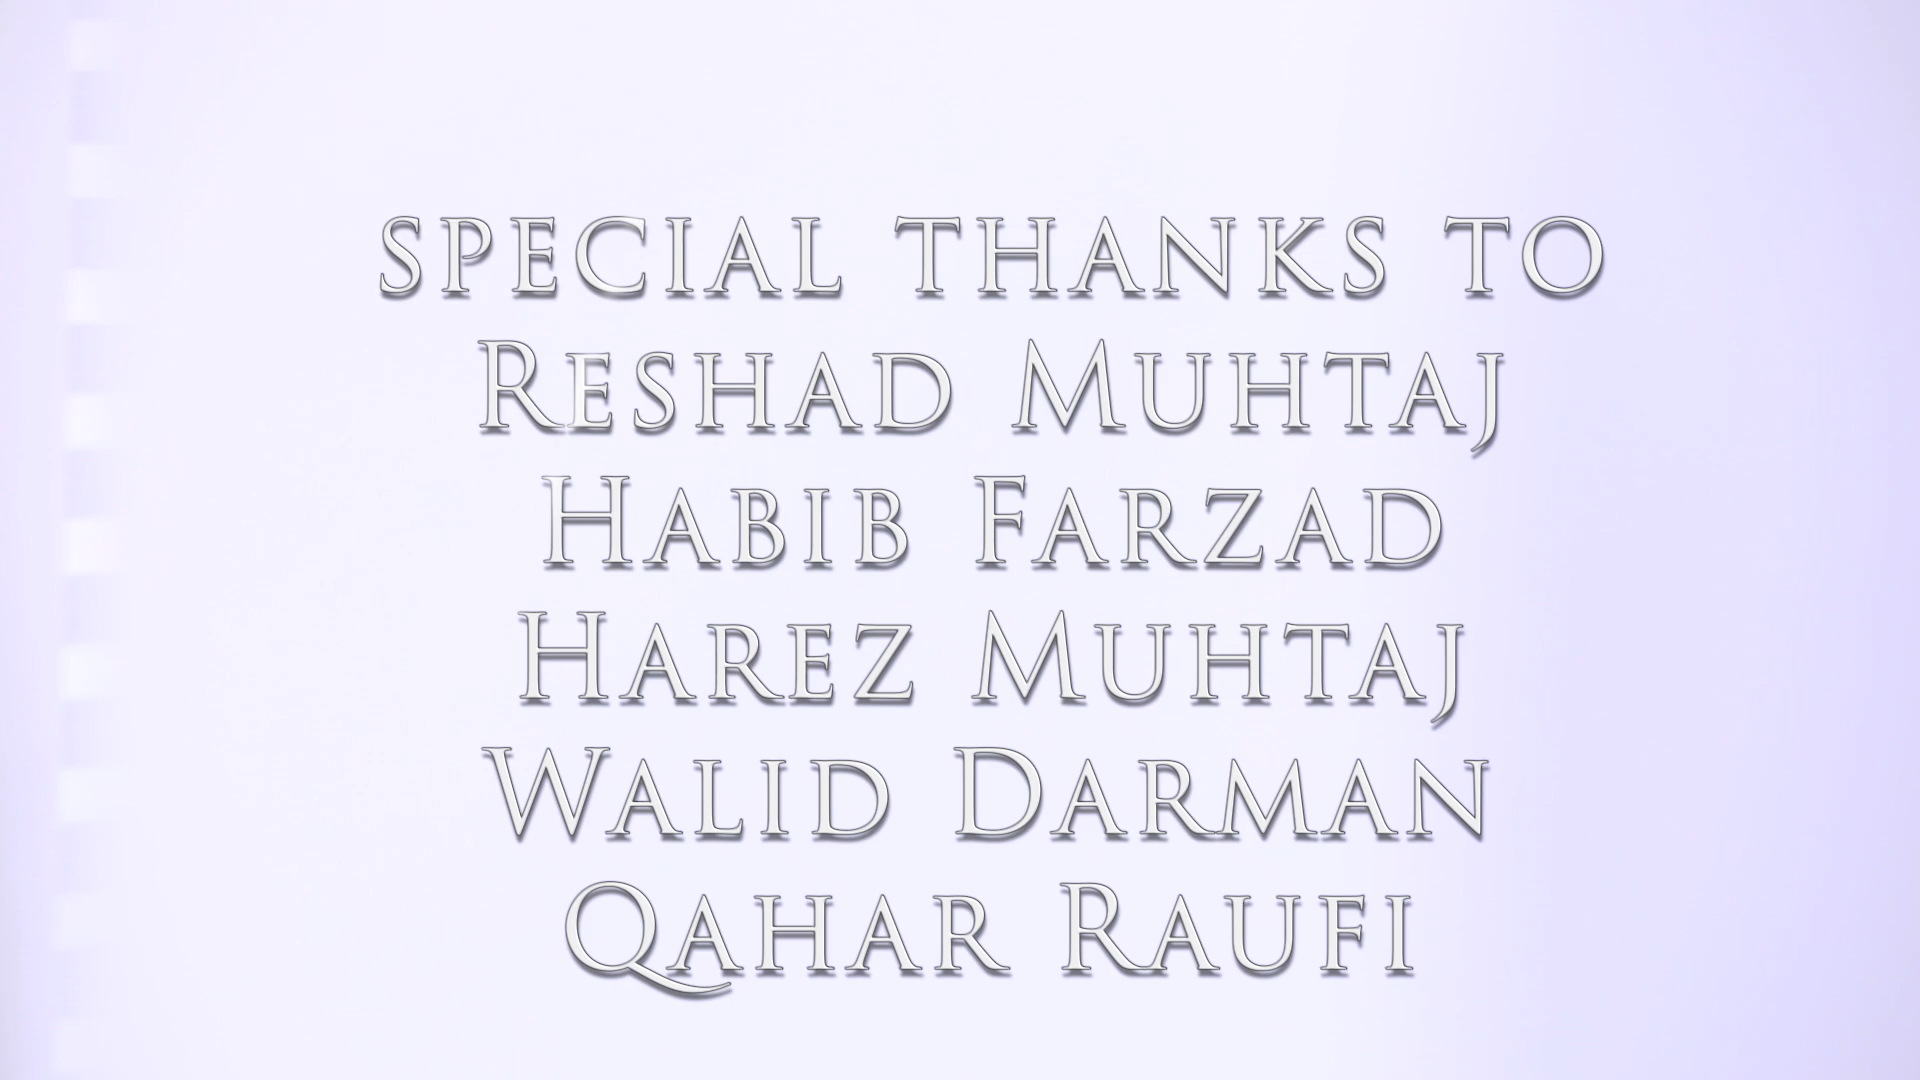 SPECIAL THANKS TO
RESHAD MUHTAJ
HABIB FARZAD
HAREZ MUHTAJ
WALID DARMAN
QAHAR RAUFI